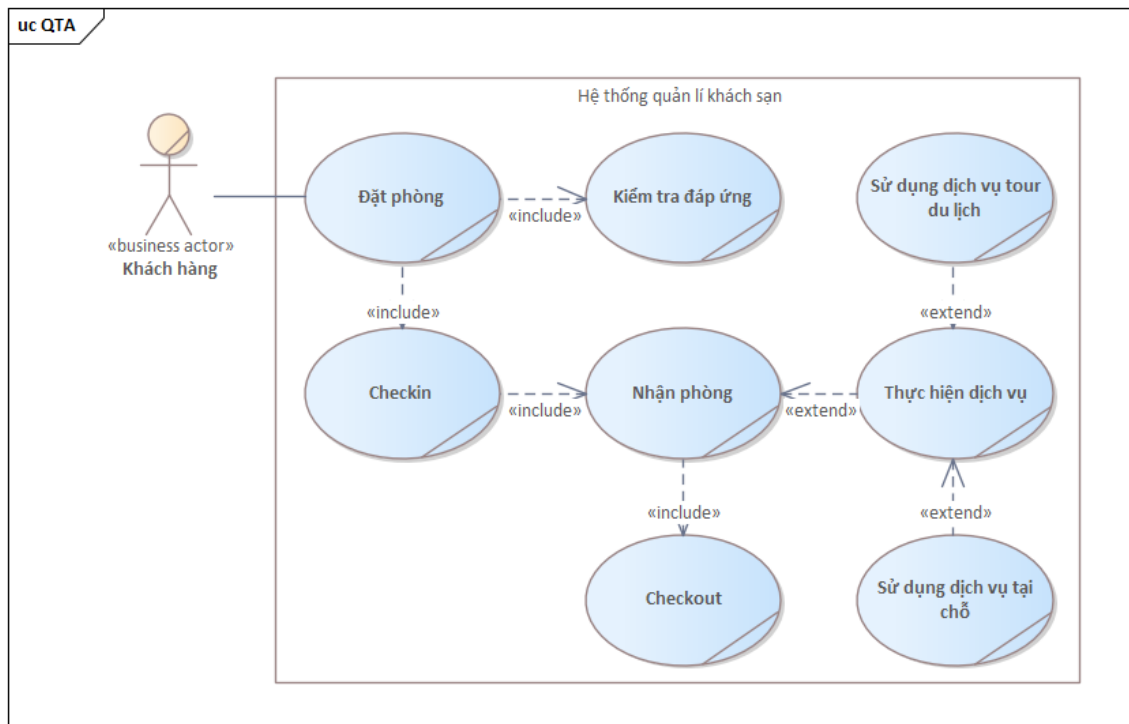 uc QTA
Hệ thống quản lí khách sạn
«business actor»
Khách hàng
Đặt phòng
«include»
Kiểm tra đáp ứng
Sử dụng dịch vụ tour
du lịch
«include»
«extend»
Checkin
«include»
Nhận phòng
«extend»
Thực hiện dịch vụ
«include»
«extend»
Checkout
Sử dụng dịch vụ tại
chỗ